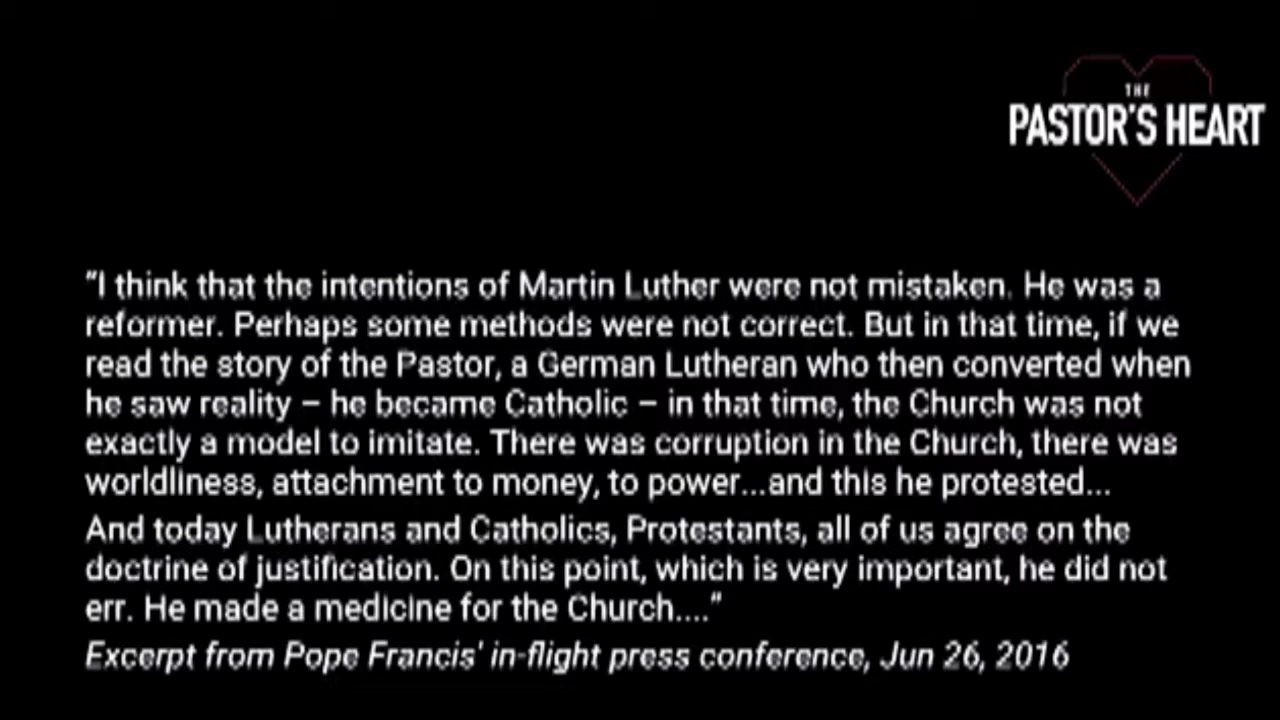 THE
PASTOR'S HEART
"I think that the intentions of Martin Luther were not mistaken. He was a
reformer. Perhaps some methods were not correct. But in that time, if we
read the story of the Pastor, a German Lutheran who then converted when
he saw reality – he became Catholic – in that time, the Church was not
exactly a model to imitate. There was corruption in the Church, there was
worldliness, attachment to money, to power...and this he protested...
And today Lutherans and Catholics, Protestants, all of us agree on the
doctrine of justification. On this point, which is very important, he did not
err. He made a medicine for the Church...."
Excerpt from Pope Francis' in-flight press conference, Jun 26, 2016